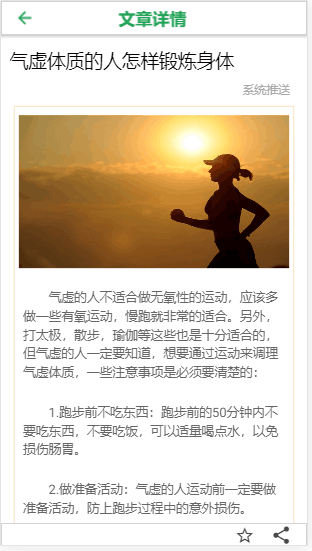 文章详情
气虚体质的人怎样锻炼身体
系统推送
气虚的人不适合做无氧性的运动，应该多
做一些有氧运动，慢跑就非常的适合。另外，
打太极，散步，瑜伽等这些也是十分适合的，
但气虚的人一定要知道，想要通过运动来调理
气虚体质，一些注意事项是必须要清楚的：
1.跑步前不吃东西：跑步前的50分钟内不
要吃东西，不要吃饭，可以适量喝点水，以免
损伤肠胃。
2.做准备活动：气虚的人运动前一定要做
准备活动，防上跑步过程中的意外损伤。